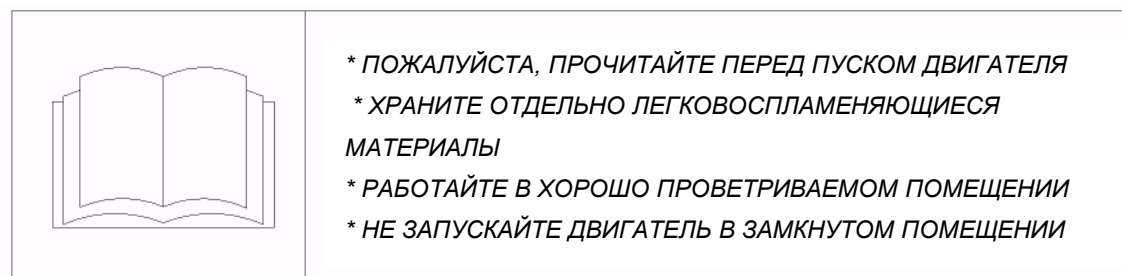 * ПОЖАЛУЙСТА, ПРОЧИТАЙТЕ ПЕРЕД ПУСКОМ ДВИГАТЕЛЯ
* ХРАНИТЕ ОТДЕЛЬНО ЛЕГКОВОСПЛАМЕНЯЮЩИЕСЯ
МАТЕРИАЛЫ
* РАБОТАЙТЕ В ХОРОШО ПРОВЕТРИВАЕМОМ ПОМЕЩЕНИИ
* НЕ ЗАПУСКАЙТЕ ДВИГАТЕЛЬ В ЗАМКНУТОМ ПОМЕЩЕНИИ